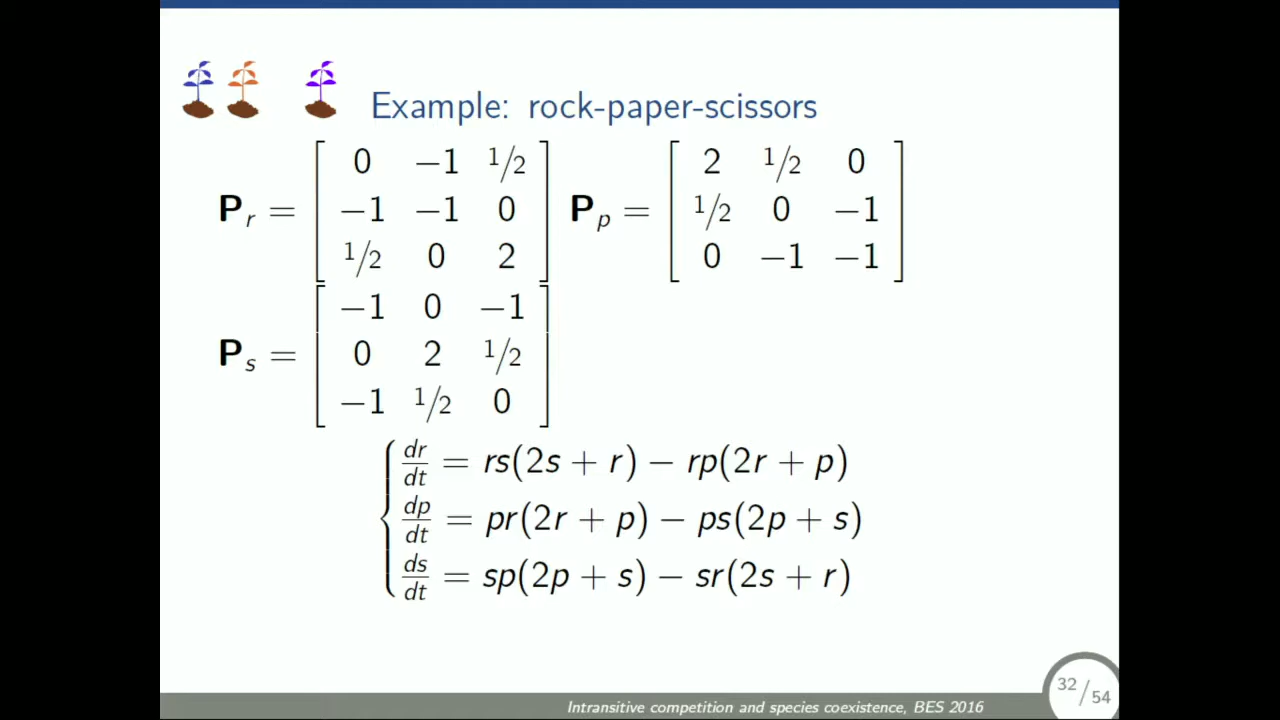 Example: rock-paper-scissors
P_r = [ 0 −1 1/2 ; −1 −1 0 ; 1/2 0 2 ] P_p = [ 2 1/2 0 ; 1/2 0 −1 ; 0 −1 −1 ]
P_s = [ −1 0 −1 ; 0 2 1/2 ; −1 1/2 0 ]
dr/dt = rs(2s + r) − rp(2r + p)
dp/dt = pr(2r + p) − ps(2p + s)
ds/dt = sp(2p + s) − sr(2s + r)
32/54
Intransitive competition and species coexistence, BES 2016